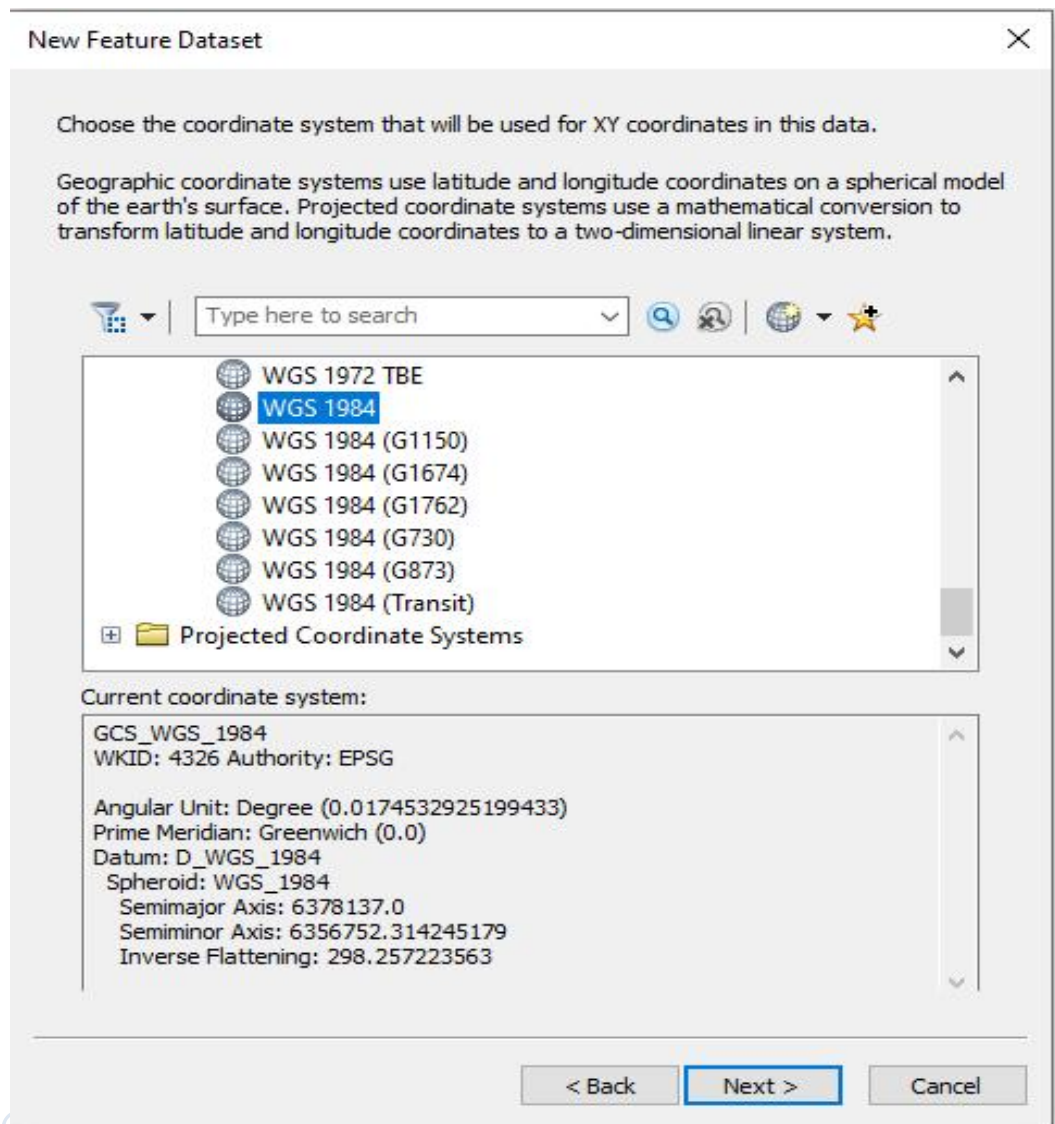 New Feature Dataset
Choose the coordinate system that will be used for XY coordinates in this data.
Geographic coordinate systems use latitude and longitude coordinates on a spherical model
of the earth's surface. Projected coordinate systems use a mathematical conversion to
transform latitude and longitude coordinates to a two-dimensional linear system.
Type here to search
WGS 1972 TBE
WGS 1984
WGS 1984 (G1150)
WGS 1984 (G1674)
WGS 1984 (G1762)
WGS 1984 (G730)
WGS 1984 (G873)
WGS 1984 (Transit)
Projected Coordinate Systems
Current coordinate system:
GCS_WGS_1984
WKID: 4326 Authority: EPSG
Angular Unit: Degree (0.0174532925199433)
Prime Meridian: Greenwich (0.0)
Datum: D_WGS_1984
Spheroid: WGS_1984
Semimajor Axis: 6378137.0
Semiminor Axis: 6356752.314245179
Inverse Flattening: 298.257223563
< Back Next > Cancel